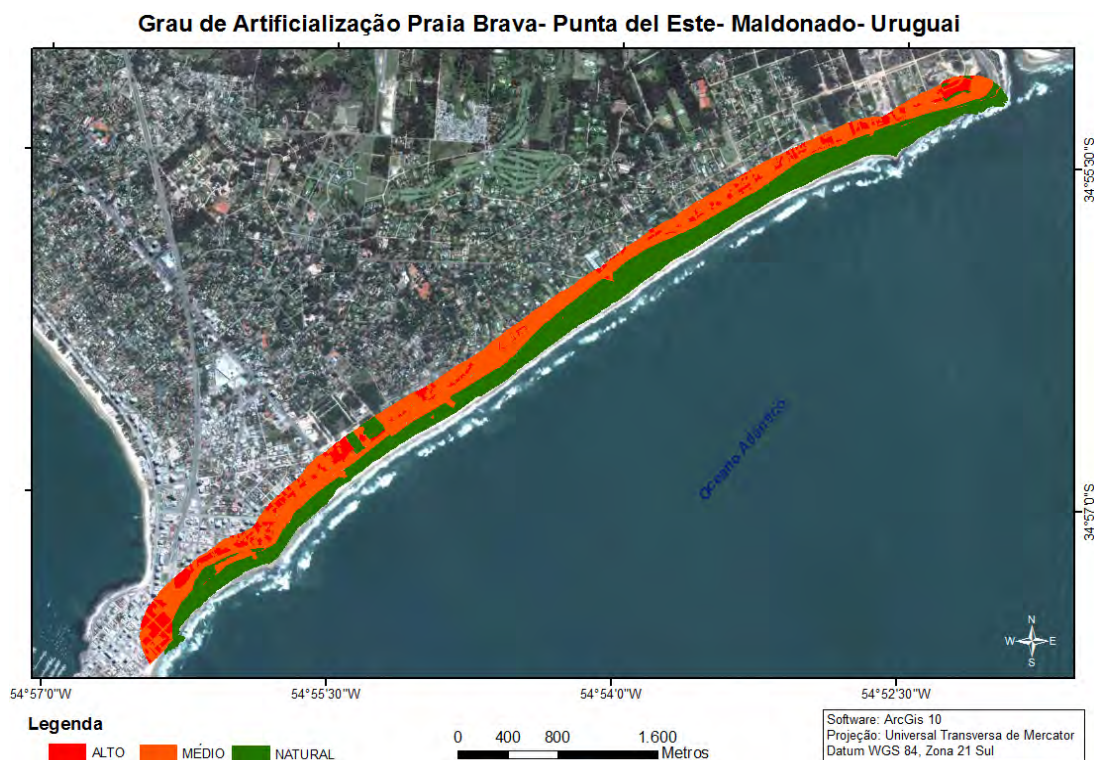 Grau de Artificialização Praia Brava- Punta del Este- Maldonado- Uruguai
34°55'30"S
34°57'0"S
Oceano Atlântico
N
W E
S
54°57'0"W 54°55'30"W 54°54'0"W 54°52'30"W
Legenda
ALTO MÉDIO NATURAL
0 400 800 1.600
Metros
Software: ArcGis 10
Projeção: Universal Transversa de Mercator
Datum WGS 84, Zona 21 Sul